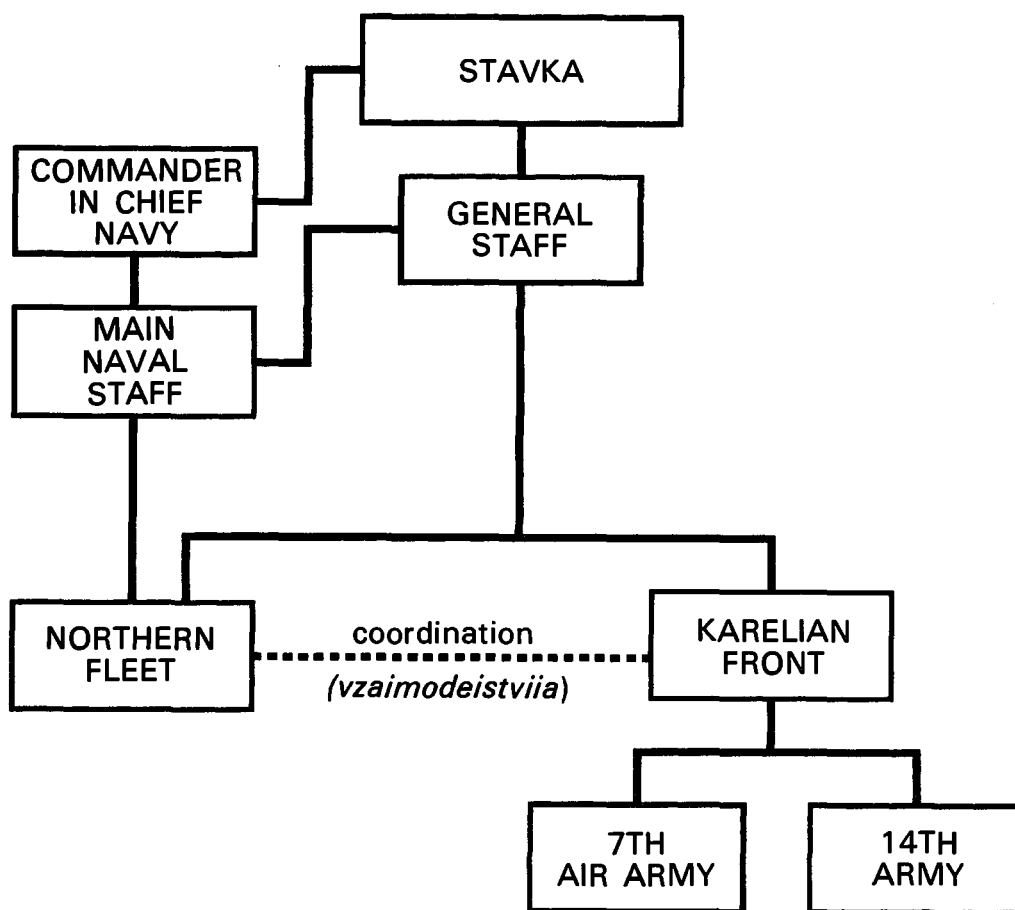 STAVKA
COMMANDER
IN CHIEF
NAVY
GENERAL
STAFF
MAIN
NAVAL
STAFF
NORTHERN
FLEET
coordination
(vzaimodeistviia)
KARELIAN
FRONT
7TH
AIR ARMY
14TH
ARMY